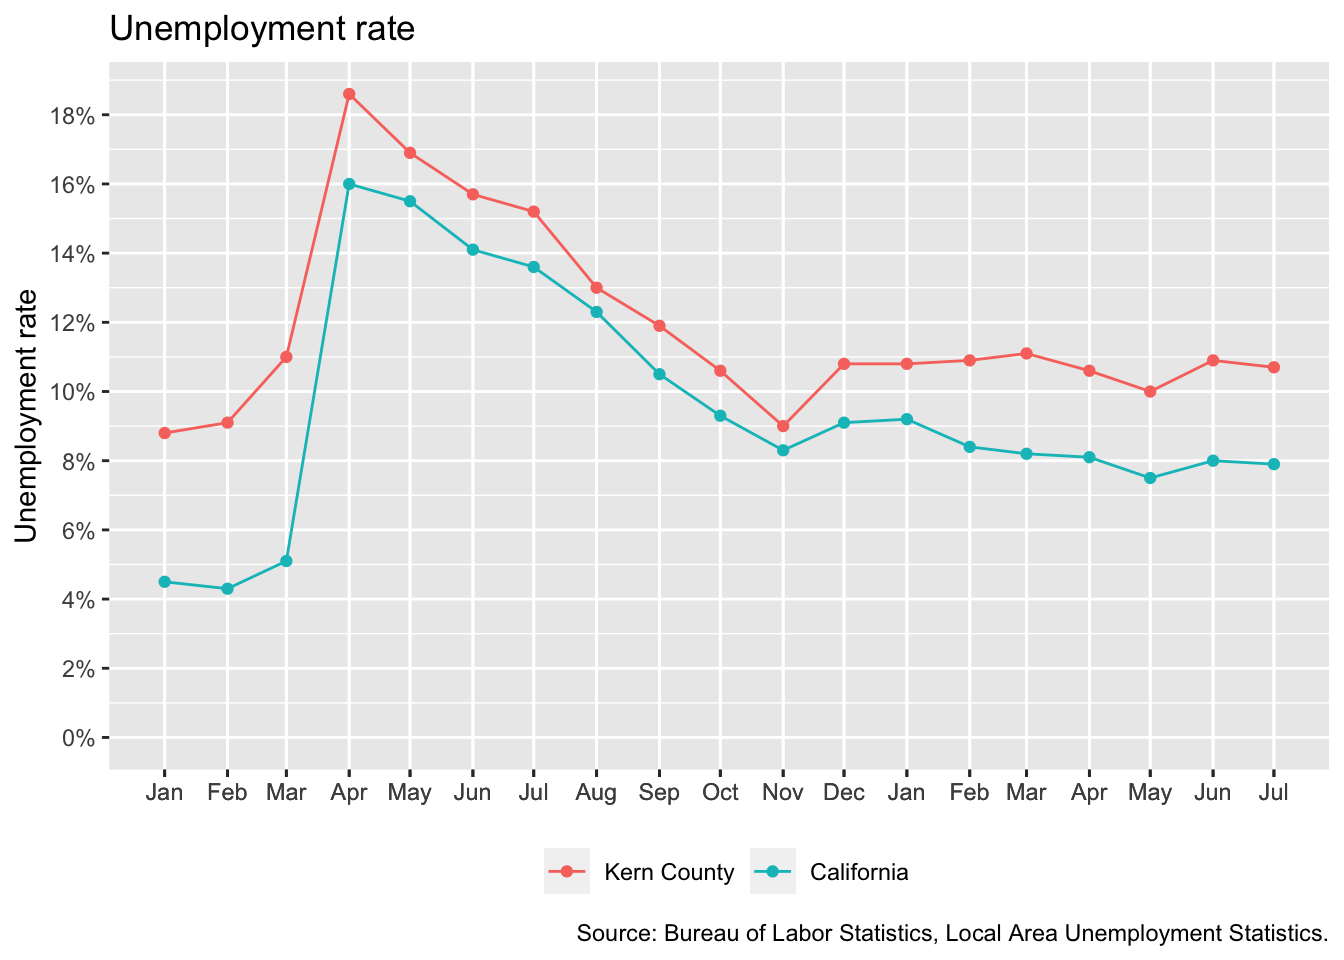 Unemployment rate
Unemployment rate
18%
16%
14%
12%
10%
8%
6%
4%
2%
0%
Jan Feb Mar Apr May Jun Jul Aug Sep Oct Nov Dec Jan Feb Mar Apr May Jun Jul
Kern County California
Source: Bureau of Labor Statistics, Local Area Unemployment Statistics.